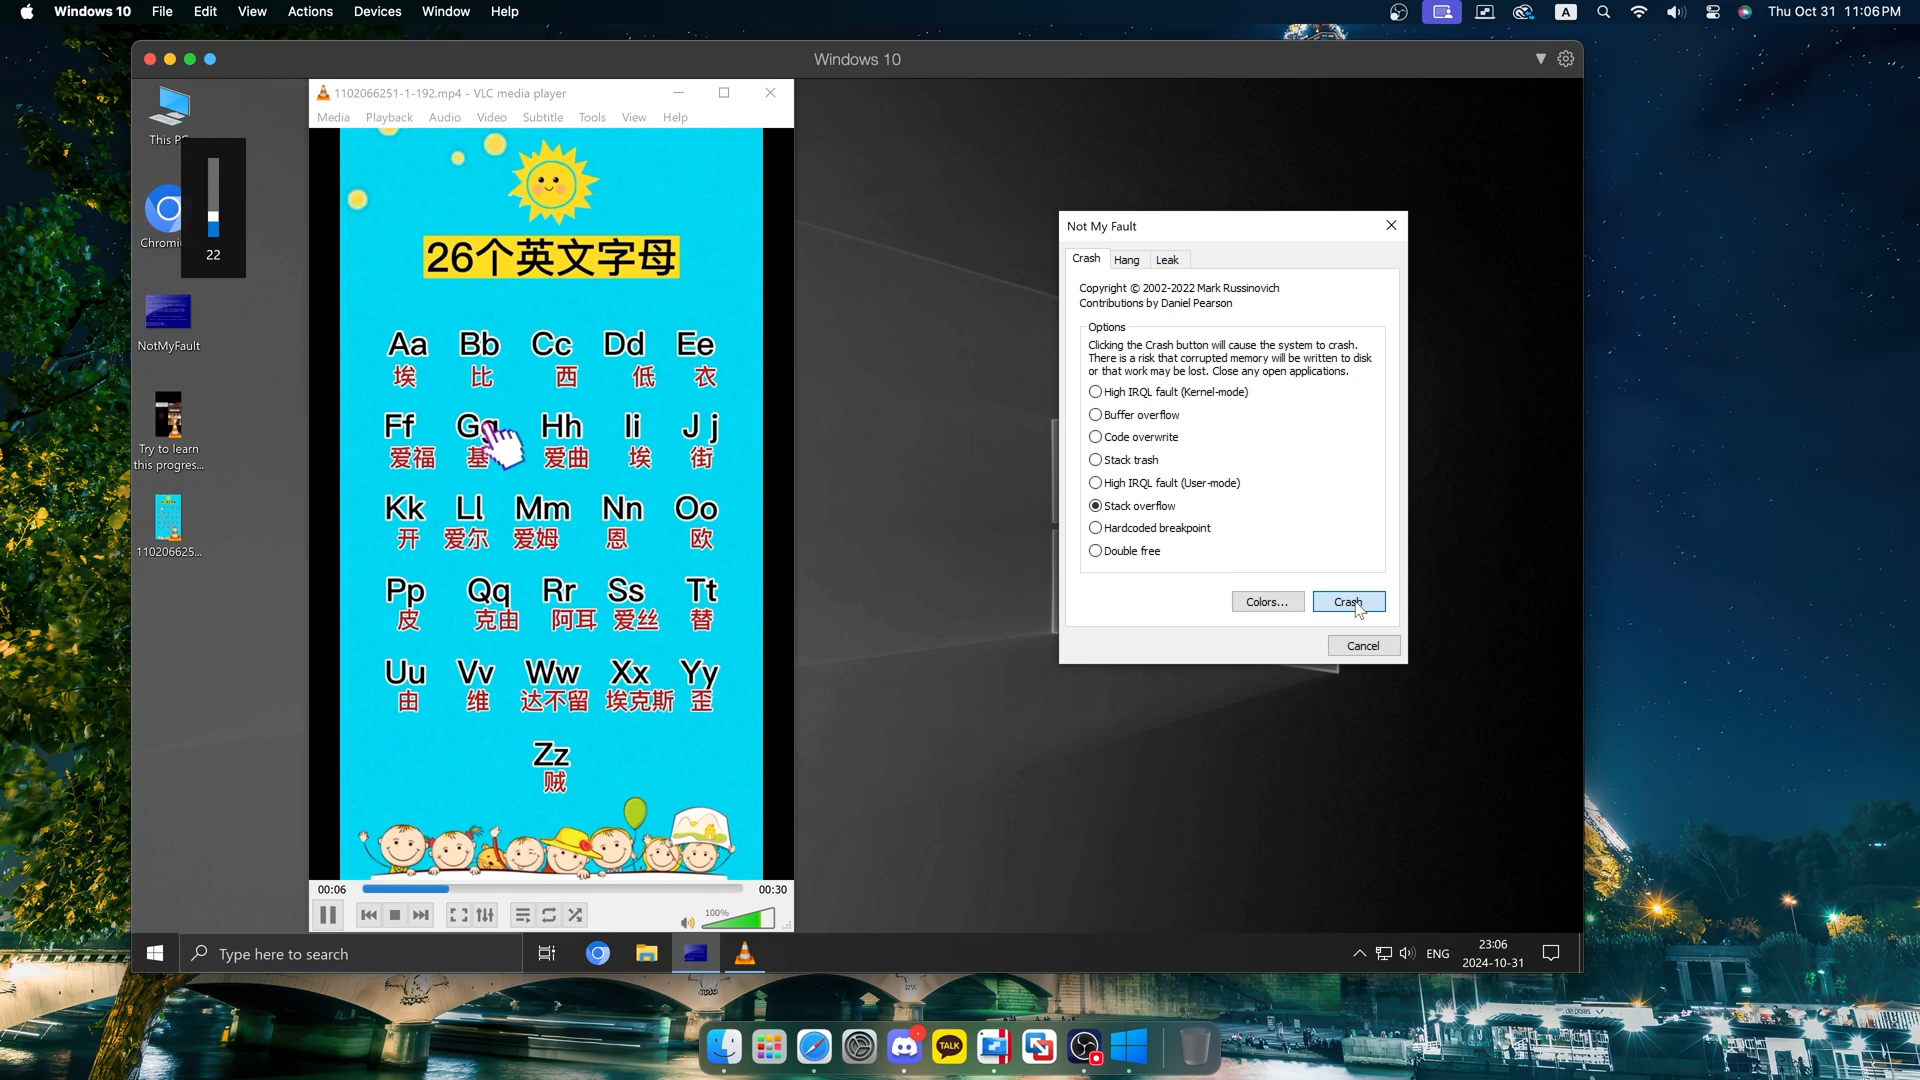 Windows 10 File Edit View Actions Devices Window Help
A Thu Oct 31 11:06 PM
Windows 10
This PC
22
NotMyFault
Try to learn
this progres...
110206625...
1102066251-1-192.mp4 - VLC media player
Media Playback Audio Video Subtitle Tools View Help
26个英文字母
Aa Bb Cc Dd Ee
埃 比 西 低 衣
Ff Gg Hh Ii Jj
爱福 基 爱曲 埃 街
Kk Ll Mm Nn Oo
开 爱尔 爱姆 恩 欧
Pp Qq Rr Ss Tt
皮 克由 阿耳 爱丝 替
Uu Vv Ww Xx Yy
由 维 达不留 埃克斯 歪
Zz
贼
00:06 00:30
100%
Not My Fault
Crash Hang Leak
Copyright © 2002-2022 Mark Russinovich
Contributions by Daniel Pearson
Options
Clicking the Crash button will cause the system to crash.
There is a risk that corrupted memory will be written to disk
or that work may be lost. Close any open applications.
High IRQL fault (Kernel-mode)
Buffer overflow
Code overwrite
Stack trash
High IRQL fault (User-mode)
Stack overflow
Hardcoded breakpoint
Double free
Colors... Crash
Cancel
Type here to search
ENG
23:06
2024-10-31
TALK